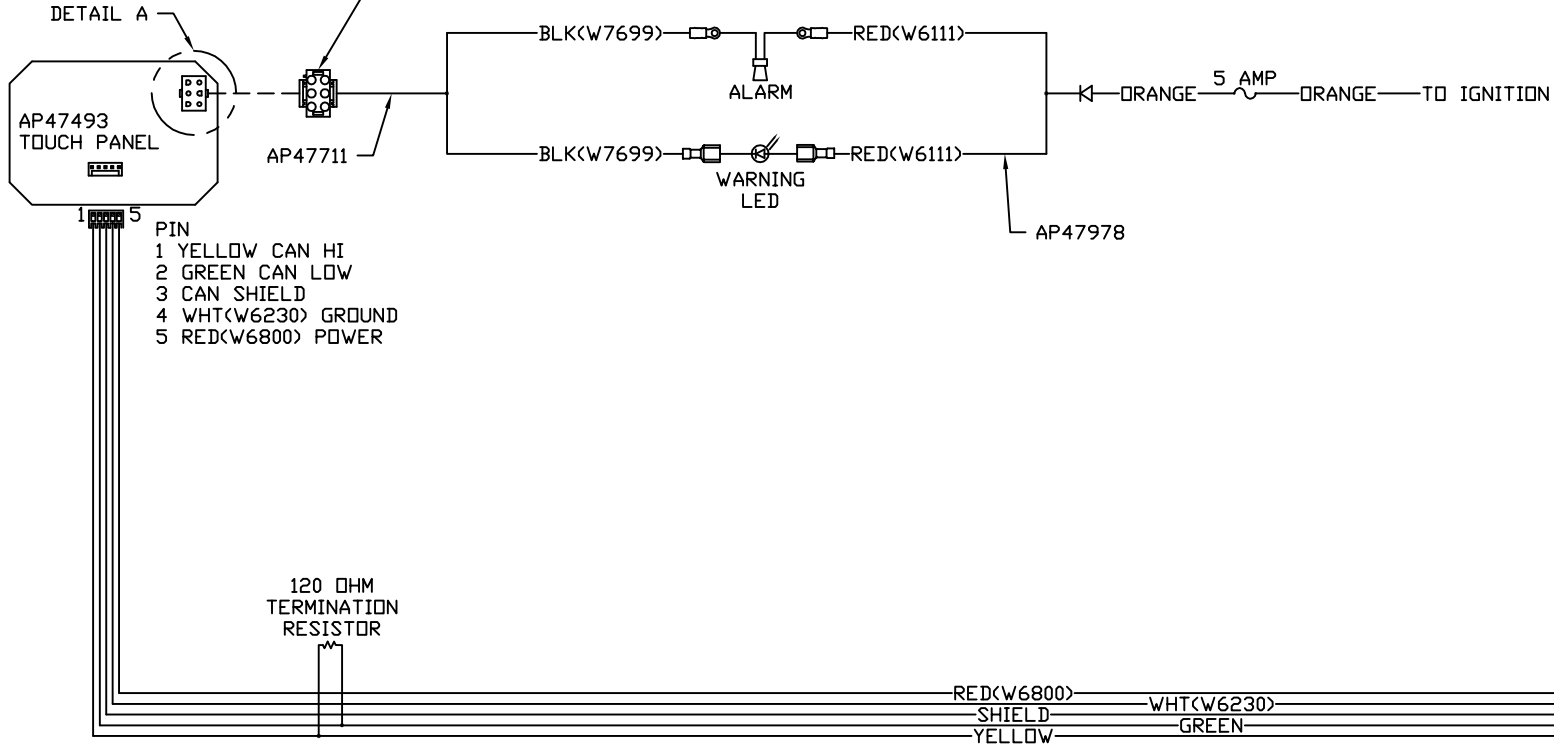 DETAIL A
AP47493
TOUCH PANEL
AP47711
BLK(W7699)
RED(W6111)
ALARM
BLK(W7699)
RED(W6111)
WARNING
LED
AP47978
5 AMP
ORANGE
ORANGE
TO IGNITION
1
5
PIN
1 YELLOW CAN HI
2 GREEN CAN LOW
3 CAN SHIELD
4 WHT(W6230) GROUND
5 RED(W6800) POWER
120 OHM
TERMINATION
RESISTOR
RED(W6800)
WHT(W6230)
SHIELD
GREEN
YELLOW